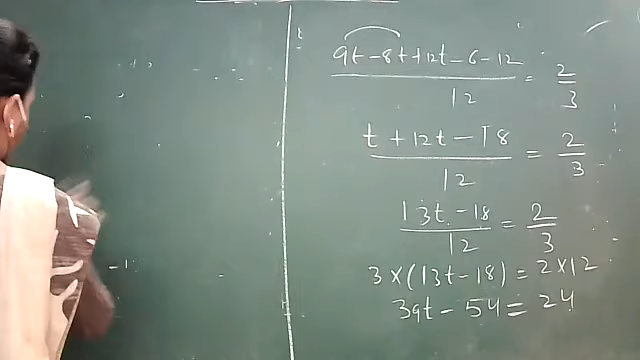 9t - 8t + 12t - 6 - 12 / 12 = 2/3
t + 12t - 18 / 12 = 2/3
13t - 18 / 12 = 2/3
3 × (13t - 18) = 2 × 12
39t - 54 = 24